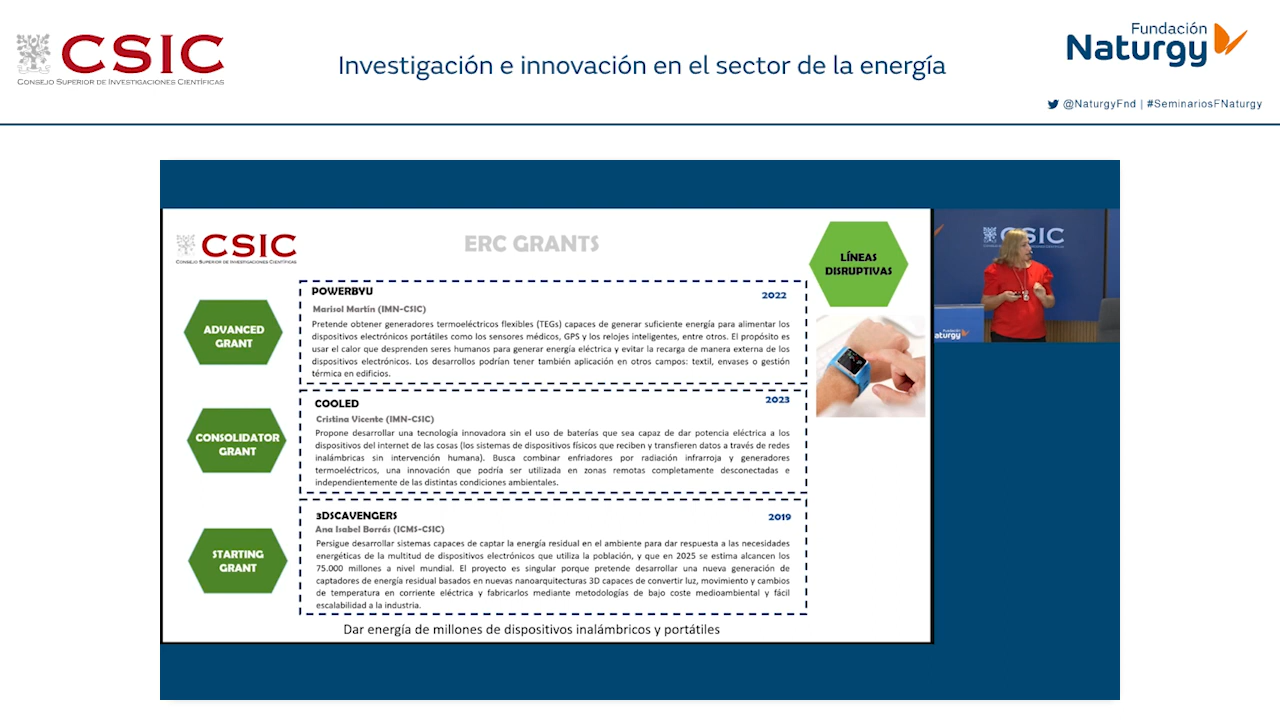 CSIC
CONSEJO SUPERIOR DE INVESTIGACIONES CIENTÍFICAS
Investigación e innovación en el sector de la energía
Fundación
Naturgy
@NaturgyFnd | #SeminariosFNaturgy
CSIC
CONSEJO SUPERIOR DE INVESTIGACIONES CIENTÍFICAS
ERC GRANTS
LÍNEAS
DISRUPTIVAS
CSIC
ADVANCED
GRANT
POWERBYU
2022
Marisol Martín (IMN-CSIC)
Pretende obtener generadores termoeléctricos flexibles (TEGs) capaces de generar suficiente energía para alimentar los
dispositivos electrónicos portátiles como los sensores médicos, GPS y los relojes inteligentes, entre otros. El propósito es
usar el calor que desprenden seres humanos para generar energía eléctrica y evitar la recarga de manera externa de los
dispositivos electrónicos. Los desarrollos podrían tener también aplicación en otros campos: textil, envases o gestión
térmica en edificios.
CONSOLIDATOR
GRANT
COOLED
2023
Cristina Vicente (IMN-CSIC)
Propone desarrollar una tecnología innovadora sin el uso de baterías que sea capaz de dar potencia eléctrica a los
dispositivos del internet de las cosas (los sistemas de dispositivos físicos que reciben y transfieren datos a través de redes
inalámbricas sin intervención humana). Busca combinar enfriadores por radiación infrarroja y generadores
termoeléctricos, una innovación que podría ser utilizada en zonas remotas completamente desconectadas e
independientemente de las distintas condiciones ambientales.
STARTING
GRANT
3DSCAVENGERS
2019
Ana Isabel Borrás (ICMS-CSIC)
Persigue desarrollar sistemas capaces de captar la energía residual en el ambiente para dar respuesta a las necesidades
energéticas de la multitud de dispositivos electrónicos que utiliza la población, y que en 2025 se estima alcancen los
75.000 millones a nivel mundial. El proyecto es singular porque pretende desarrollar una nueva generación de
captadores de energía residual basados en nuevas nanoarquitecturas 3D capaces de convertir luz, movimiento y cambios
de temperatura en corriente eléctrica y fabricarlos mediante metodologías de bajo coste medioambiental y fácil
escalabilidad a la industria.
Dar energía de millones de dispositivos inalámbricos y portátiles